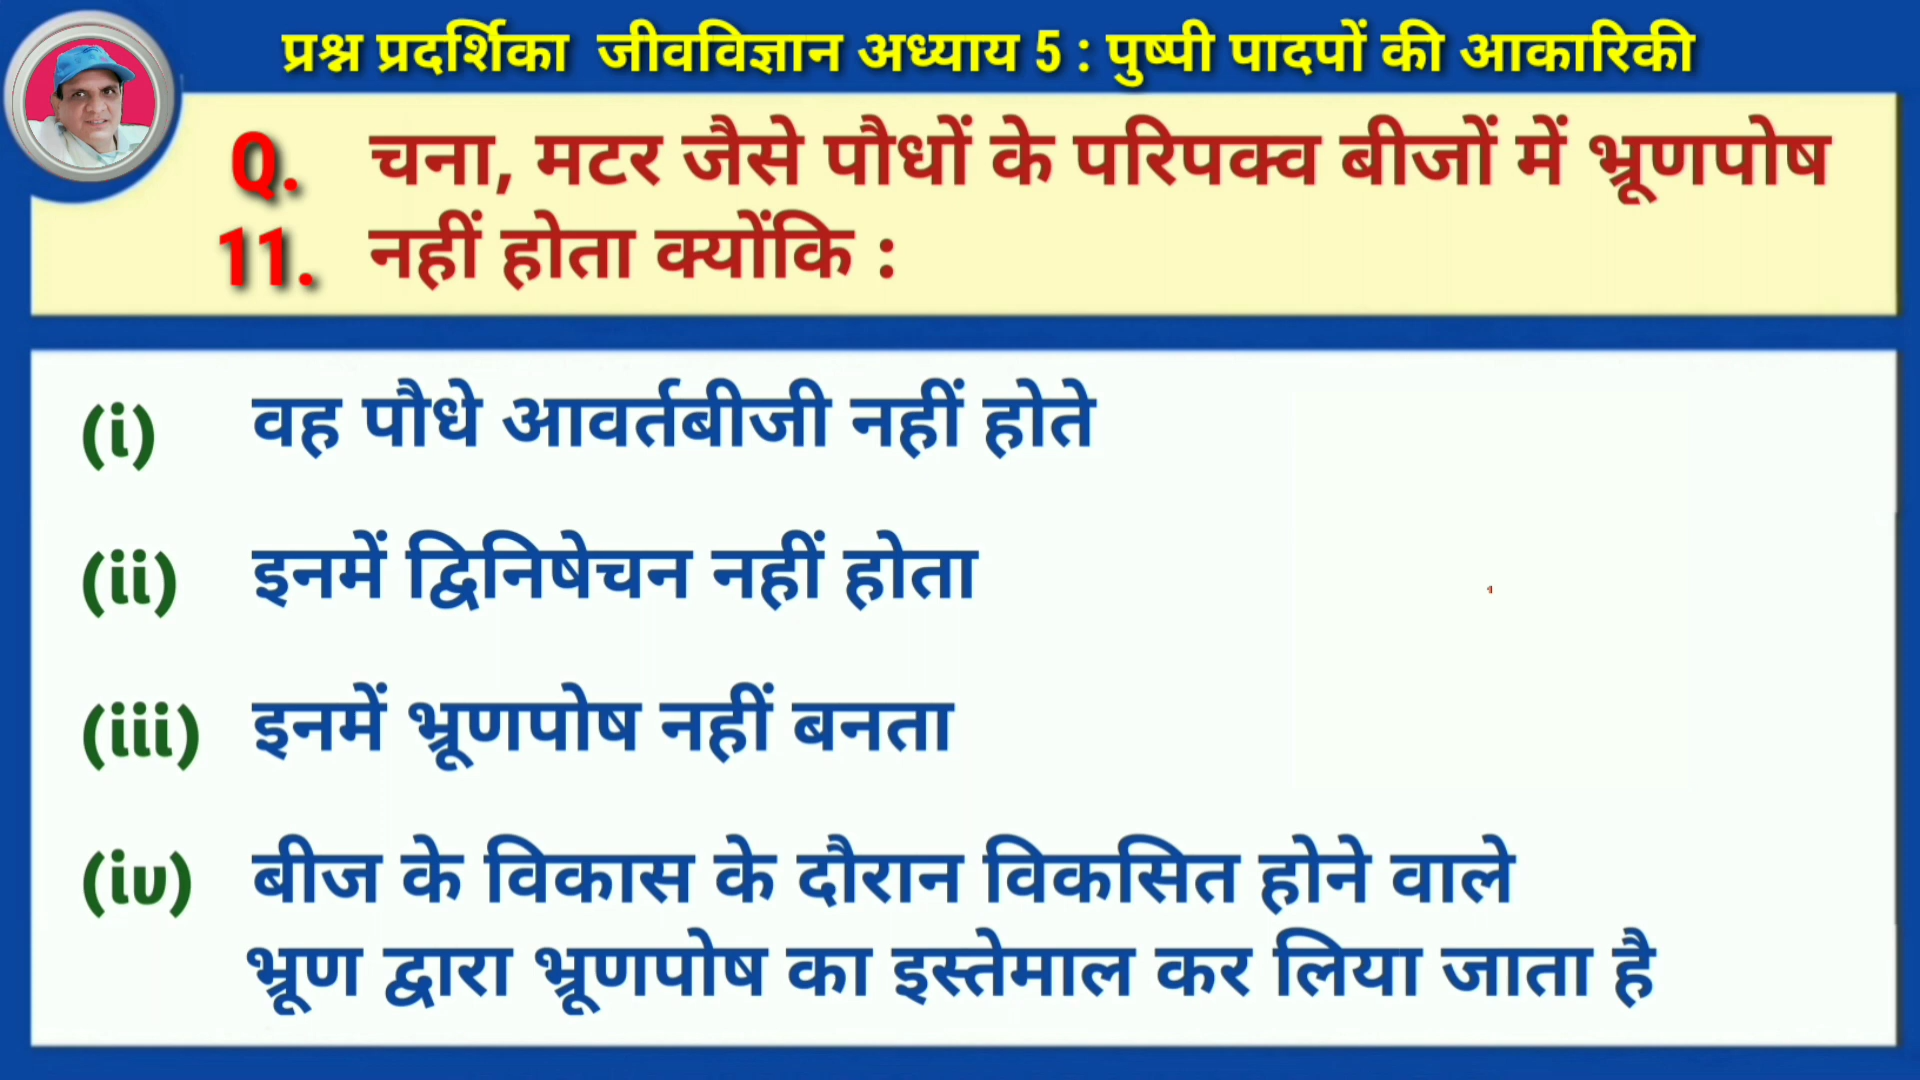 प्रश्न प्रदर्शिका जीवविज्ञान अध्याय 5 : पुष्पी पादपों की आकारिकी
Q. चना, मटर जैसे पौधों के परिपक्व बीजों में भ्रूणपोष
11. नहीं होता क्योंकि :
(i) वह पौधे आवर्तबीजी नहीं होते
(ii) इनमें द्विनिषेचन नहीं होता
(iii) इनमें भ्रूणपोष नहीं बनता
(iv) बीज के विकास के दौरान विकसित होने वाले
भ्रूण द्वारा भ्रूणपोष का इस्तेमाल कर लिया जाता है